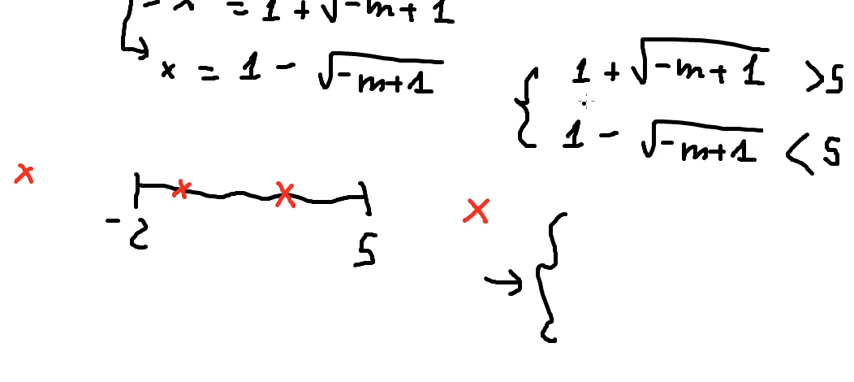 x = 1 + √-m+1
x = 1 - √-m+1
{ 1 + √-m+1 > 5
1 - √-m+1 < 5
x
x x
x
-2 5
→ {